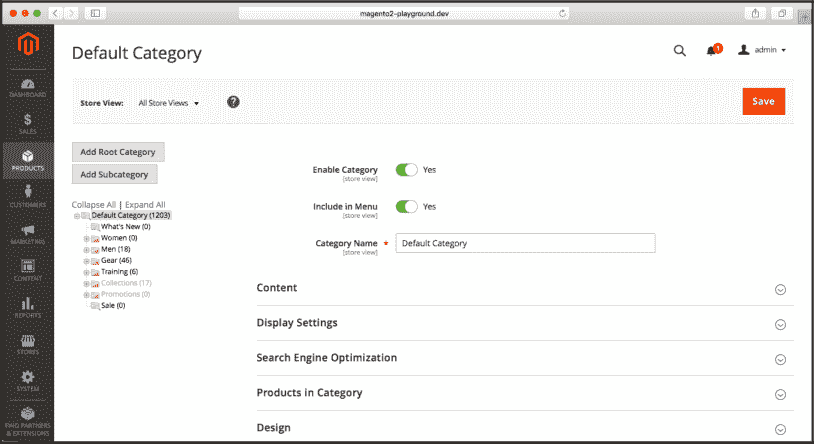 magento2-playground.dev
Default Category
1
admin
Store View: All Store Views ?
Save
DASHBOARD
SALES
PRODUCTS
CUSTOMERS
MARKETING
CONTENT
REPORTS
STORES
SYSTEM
FIND PARTNERS
& EXTENSIONS
Add Root Category
Add Subcategory
Collapse All | Expand All
Default Category (1203)
What's New (0)
Women (0)
Men (18)
Gear (46)
Training (6)
Collections (17)
Promotions (0)
Sale (0)
Enable Category Yes
[store view]
Include in Menu Yes
[store view]
Category Name * Default Category
[store view]
Content
Display Settings
Search Engine Optimization
Products in Category
Design